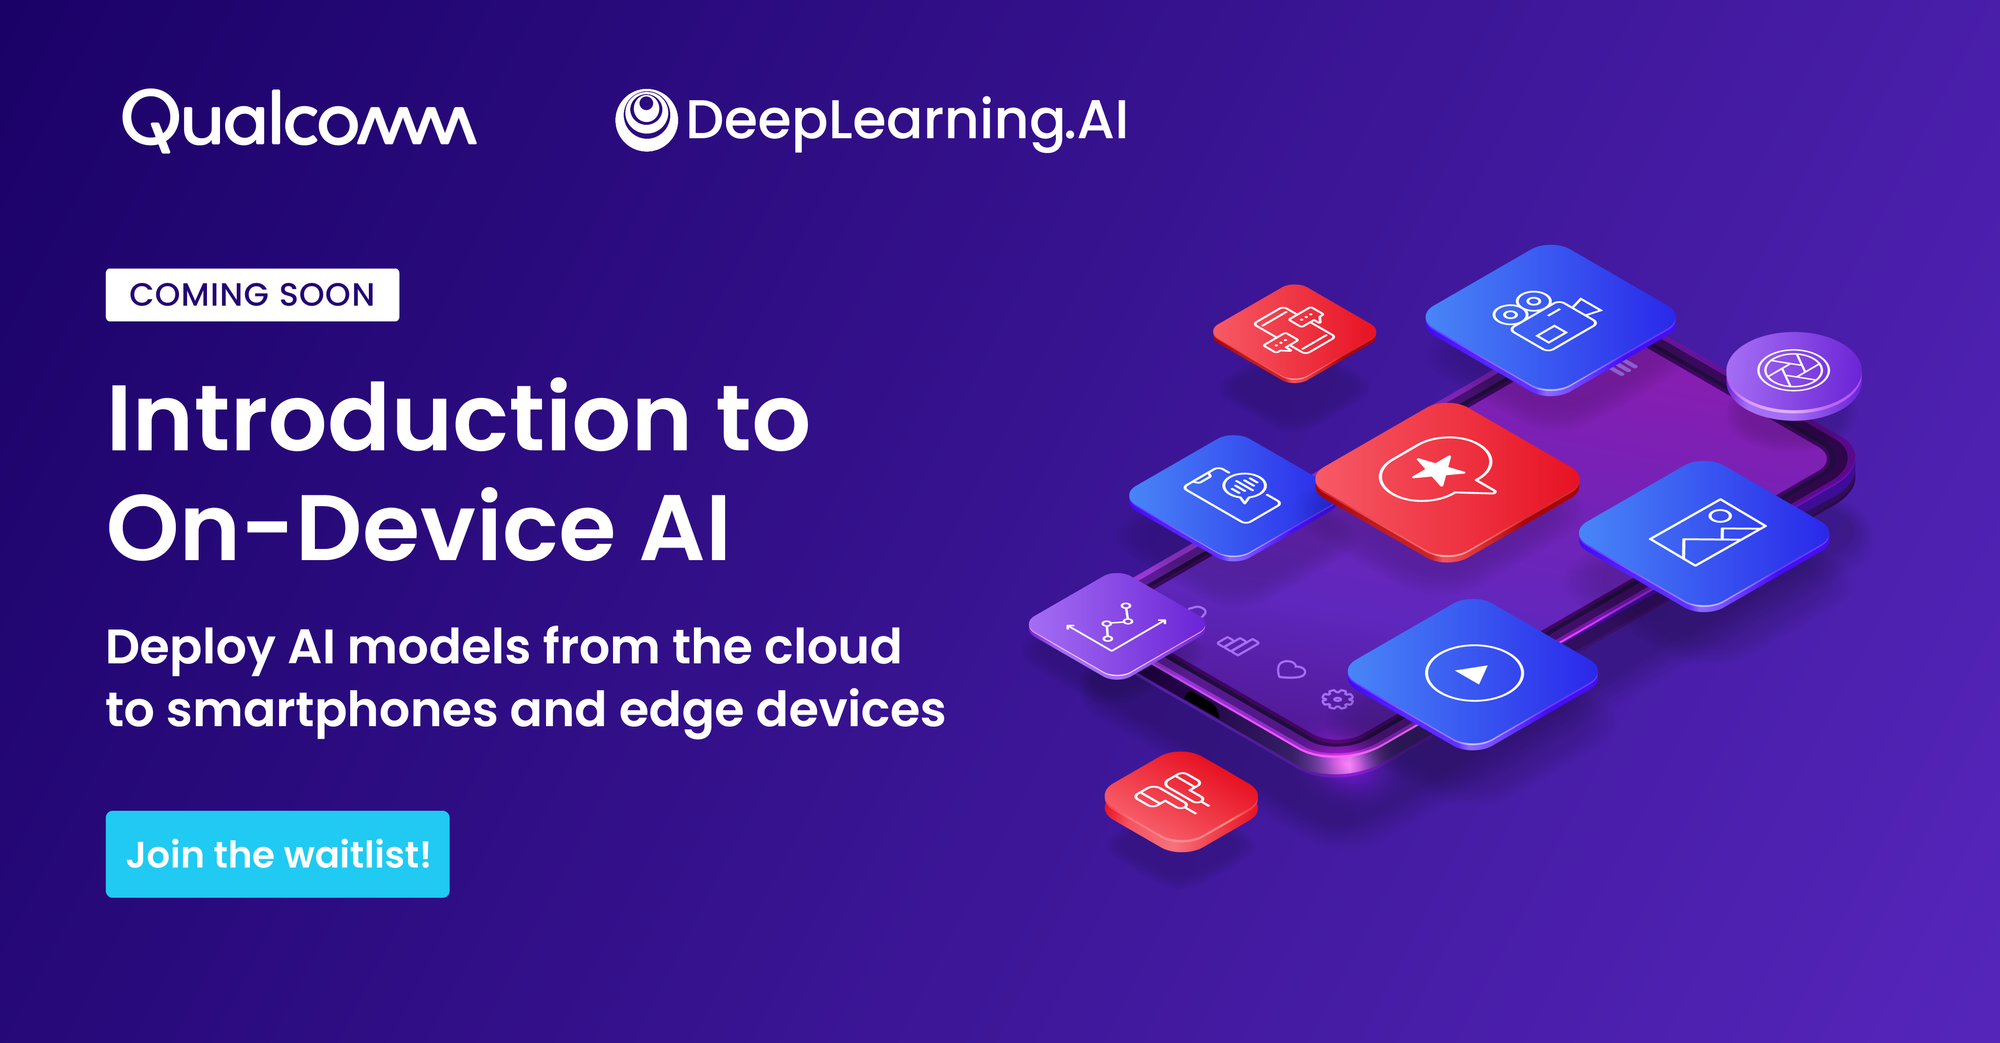 Qualcomm
DeepLearning.AI
COMING SOON
Introduction to
On-Device AI
Deploy AI models from the cloud
to smartphones and edge devices
Join the waitlist!